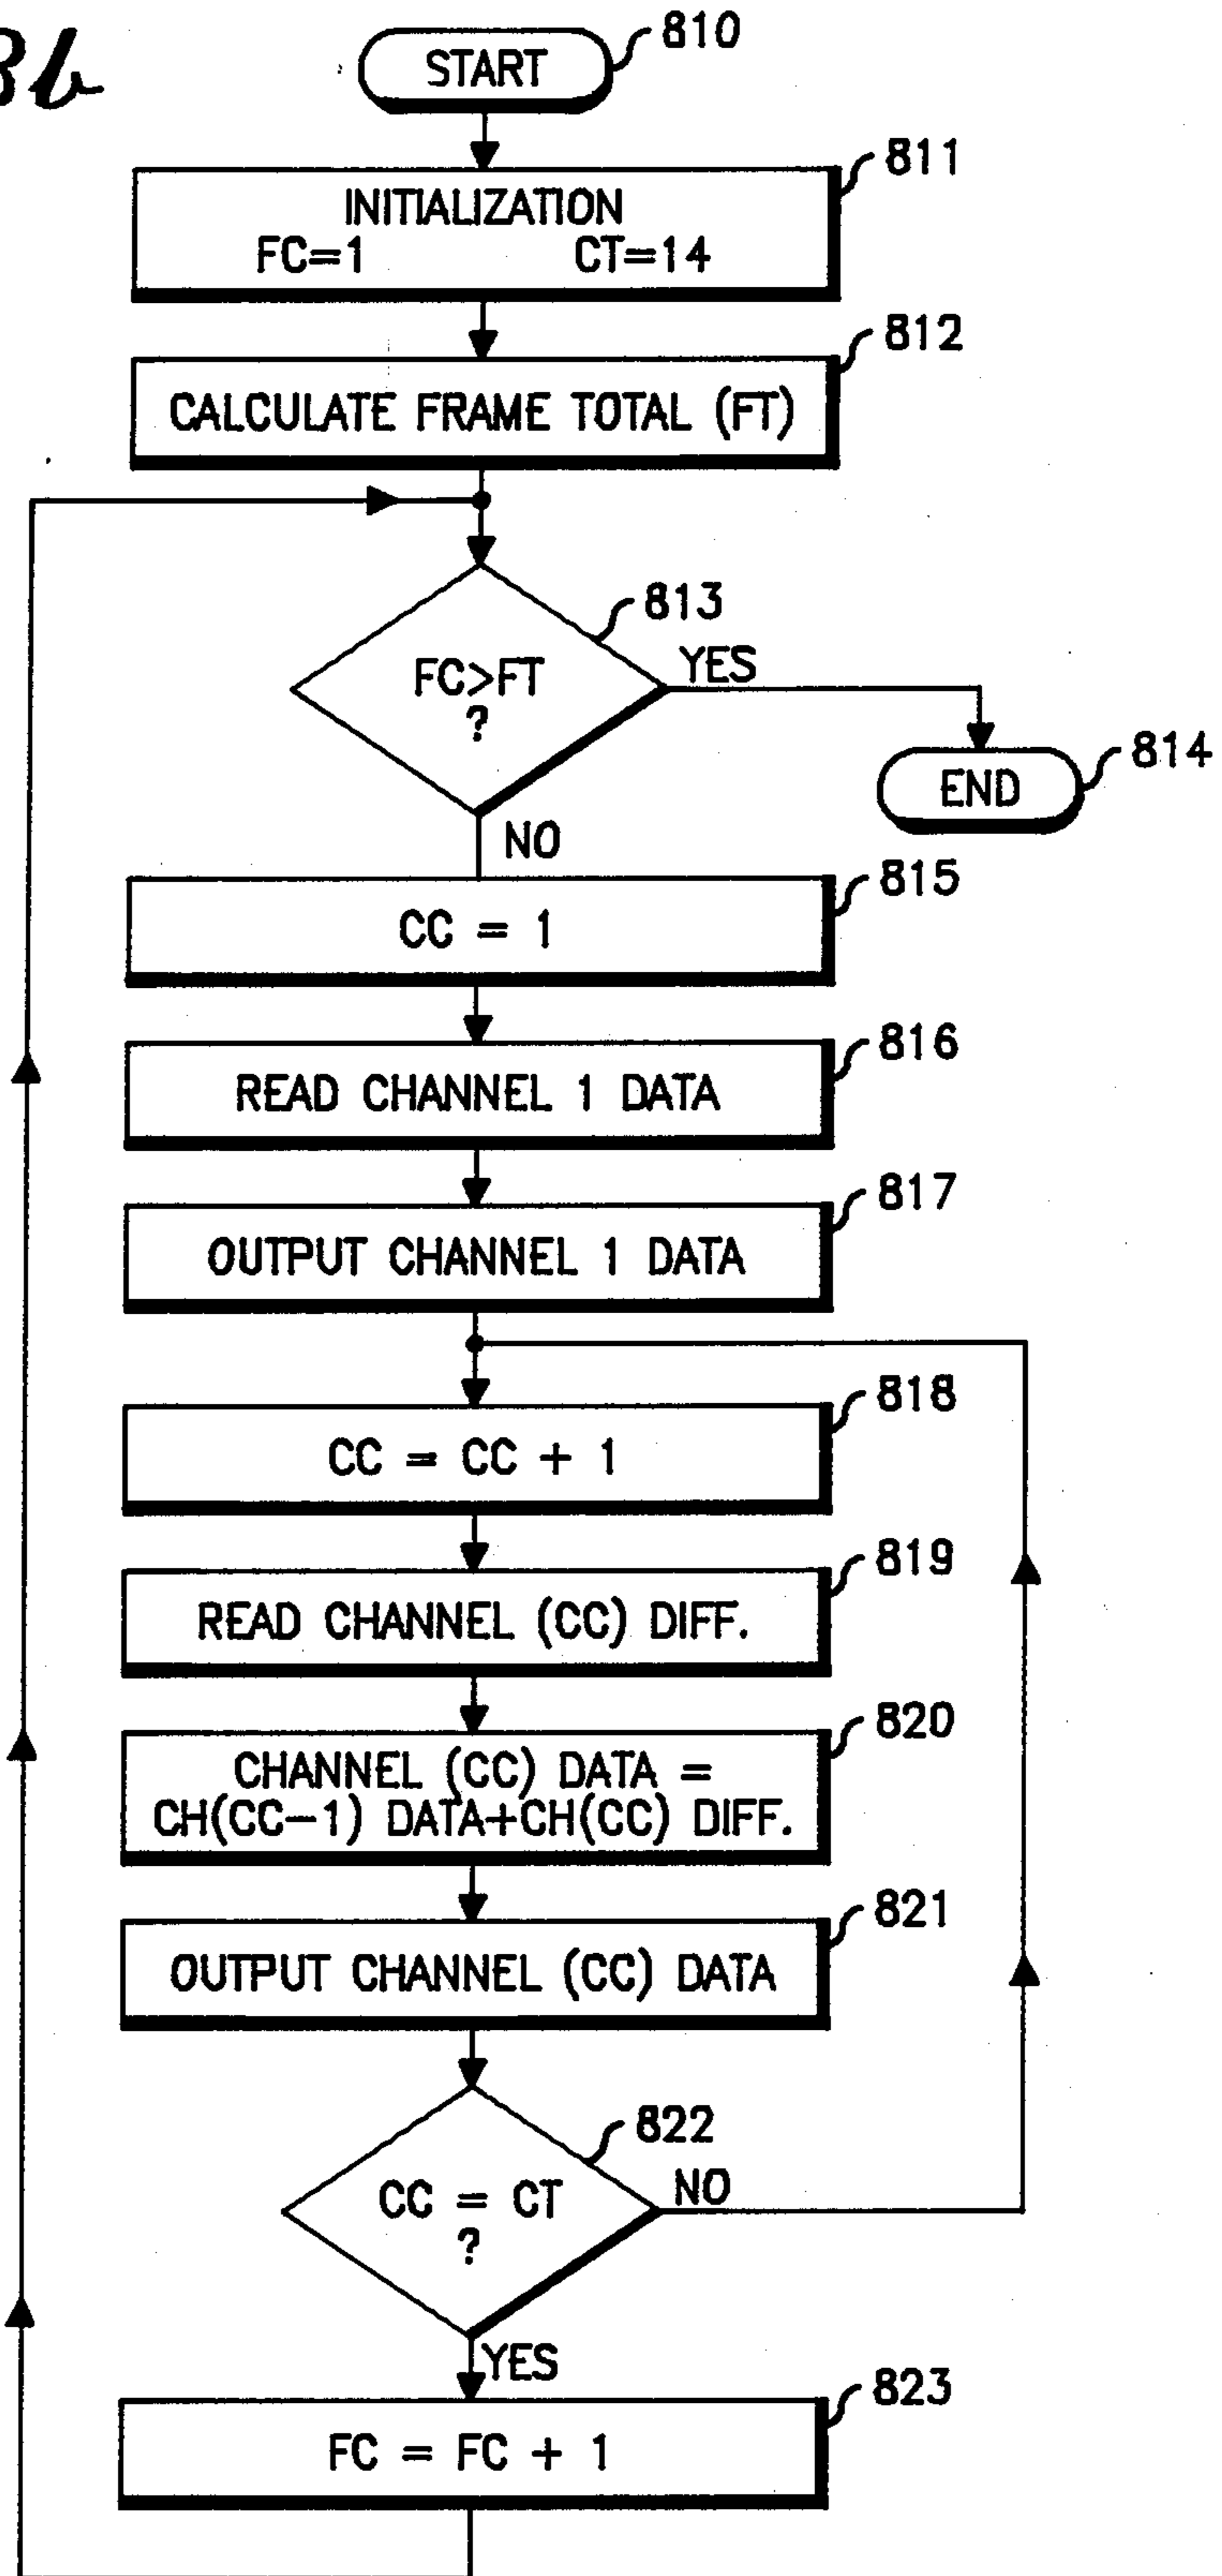 8b
START
810
811
INITIALIZATION
FC=1 CT=14
812
CALCULATE FRAME TOTAL (FT)
813
FC>FT
?
YES
814
END
NO
815
CC = 1
816
READ CHANNEL 1 DATA
817
OUTPUT CHANNEL 1 DATA
818
CC = CC + 1
819
READ CHANNEL (CC) DIFF.
820
CHANNEL (CC) DATA =
CH(CC-1) DATA+CH(CC) DIFF.
821
OUTPUT CHANNEL (CC) DATA
822
CC = CT
?
NO
YES
823
FC = FC + 1